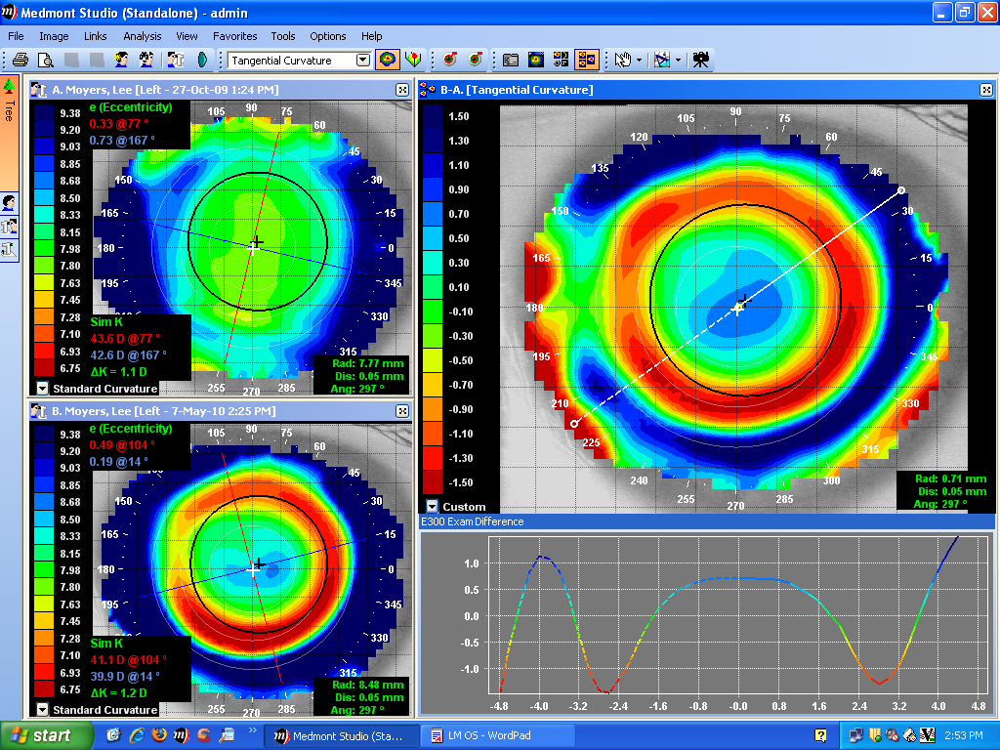 Medmont Studio (Standalone) - admin
File Image Links Analysis View Favorites Tools Options Help
Tangential Curvature
Tree
A. Moyers, Lee [Left - 27-Oct-09 1:24 PM]
9.38
9.20
9.03
8.85
8.68
8.50
8.33
8.15
7.98
7.80
7.63
7.45
7.28
7.10
6.93
6.75
e (Eccentricity)
0.33 @77 °
0.73 @167 °
105 90 75
60
45
150 30
165 15
180 0
195 345
330
315
255 270 285
Sim K
43.6 D @77 °
42.6 D @167 °
ΔK = 1.1 D
Rad: 7.77 mm
Dis: 0.05 mm
Ang: 297 °
Standard Curvature
B. Moyers, Lee [Left - 7-May-10 2:25 PM]
9.38
9.20
9.03
8.85
8.68
8.50
8.33
8.15
7.98
7.80
7.63
7.45
7.28
7.10
6.93
6.75
e (Eccentricity)
0.49 @104 °
0.19 @14 °
105 90 75
60
45
150 30
165 15
180 0
195 345
330
315
255 270 285
Sim K
41.1 D @104 °
39.9 D @14 °
ΔK = 1.2 D
Rad: 8.48 mm
Dis: 0.05 mm
Ang: 297 °
Standard Curvature
B-A. [Tangential Curvature]
1.50
1.30
1.10
0.90
0.70
0.50
0.30
0.10
-0.10
-0.30
-0.50
-0.70
-0.90
-1.10
-1.30
-1.50
105 90 75
120 60
135 45
150 30
165 15
180 0
195 345
210 330
225 315
240 300
255 270 285
Rad: 0.71 mm
Dis: 0.05 mm
Ang: 297 °
Custom
E300 Exam Difference
1.0
0.5
0.0
-0.5
-1.0
-4.8 -4.0 -3.2 -2.4 -1.6 -0.8 -0.0 0.8 1.6 2.4 3.2 4.0 4.8
start
Medmont Studio (Sta...
LM OS - WordPad
2:53 PM